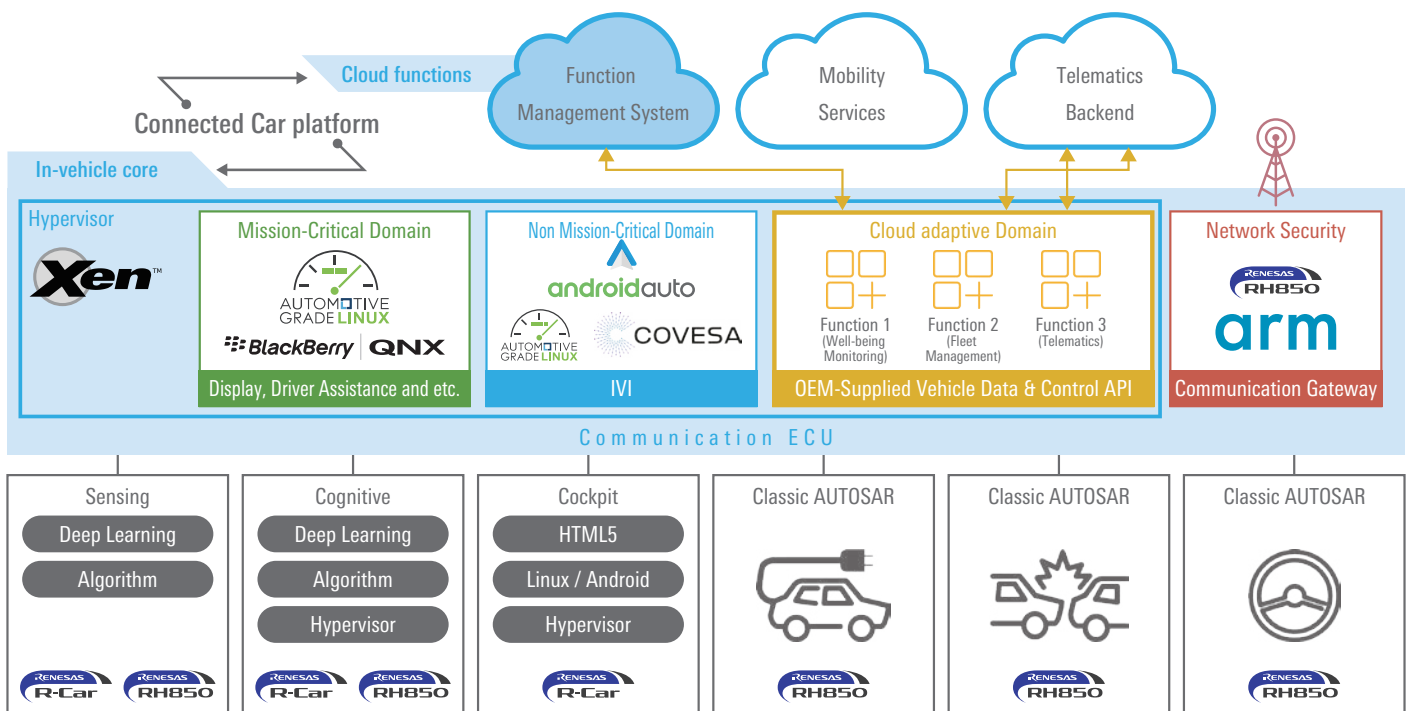 Cloud functions
Function
Management System
Mobility
Services
Telematics
Backend
Connected Car platform
In-vehicle core
Hypervisor
Xen™
Mission-Critical Domain
AUTOMOTIVE
GRADE LINUX
BlackBerry | QNX
Display, Driver Assistance and etc.
Non Mission-Critical Domain
androidauto
AUTOMOTIVE
GRADE LINUX
COVESA
IVI
Cloud adaptive Domain
Function 1
(Well-being
Monitoring)
Function 2
(Fleet
Management)
Function 3
(Telematics)
OEM-Supplied Vehicle Data & Control API
Network Security
RENESAS
RH850
arm
Communication Gateway
Communication ECU
Sensing
Deep Learning
Algorithm
RENESAS
R-Car
RENESAS
RH850
Cognitive
Deep Learning
Algorithm
Hypervisor
RENESAS
R-Car
RENESAS
RH850
Cockpit
HTML5
Linux / Android
Hypervisor
RENESAS
R-Car
Classic AUTOSAR
RENESAS
RH850
Classic AUTOSAR
RENESAS
RH850
Classic AUTOSAR
RENESAS
RH850